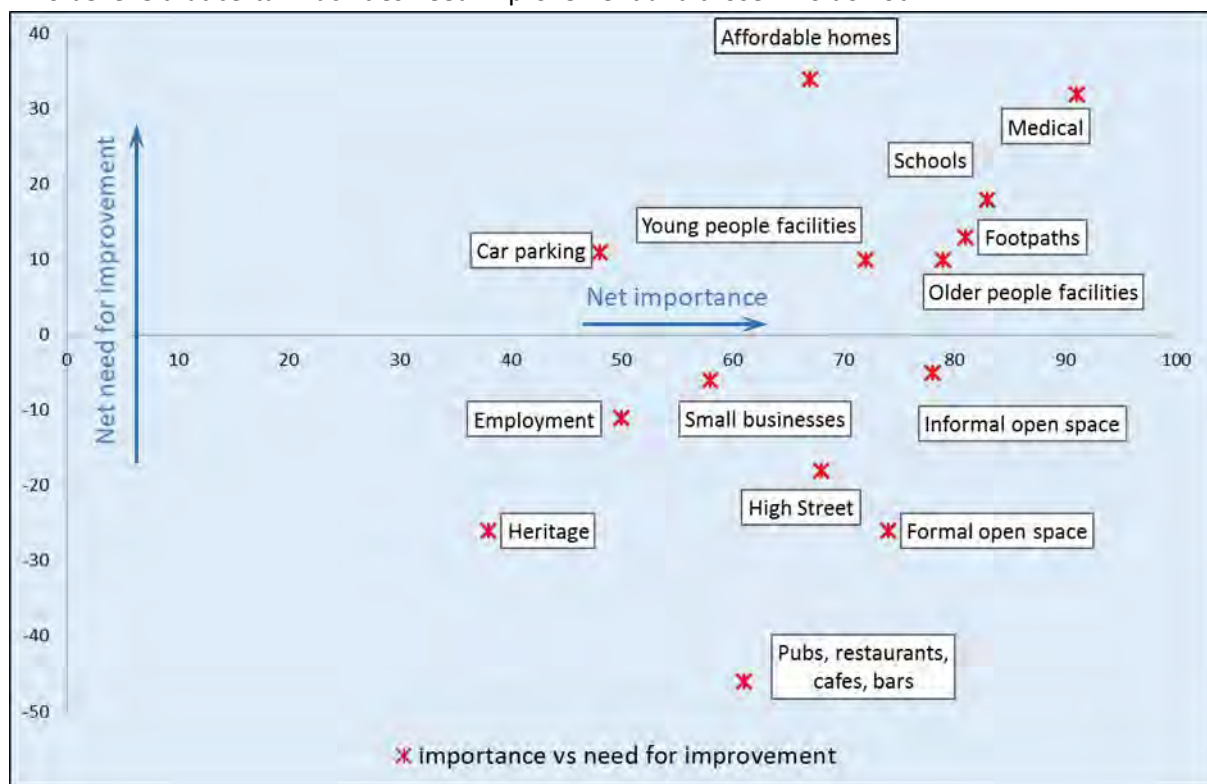 40
Affordable homes
30
Medical
Schools
20
Net need for improvement
Young people facilities
Car parking
Footpaths
10
Older people facilities
Net importance
0
0 10 20 30 40 50 60 70 80 90 100
-10
Employment
Small businesses
Informal open space
-20
High Street
Heritage
Formal open space
-30
-40
Pubs, restaurants,
cafes, bars
-50
Importance vs need for improvement